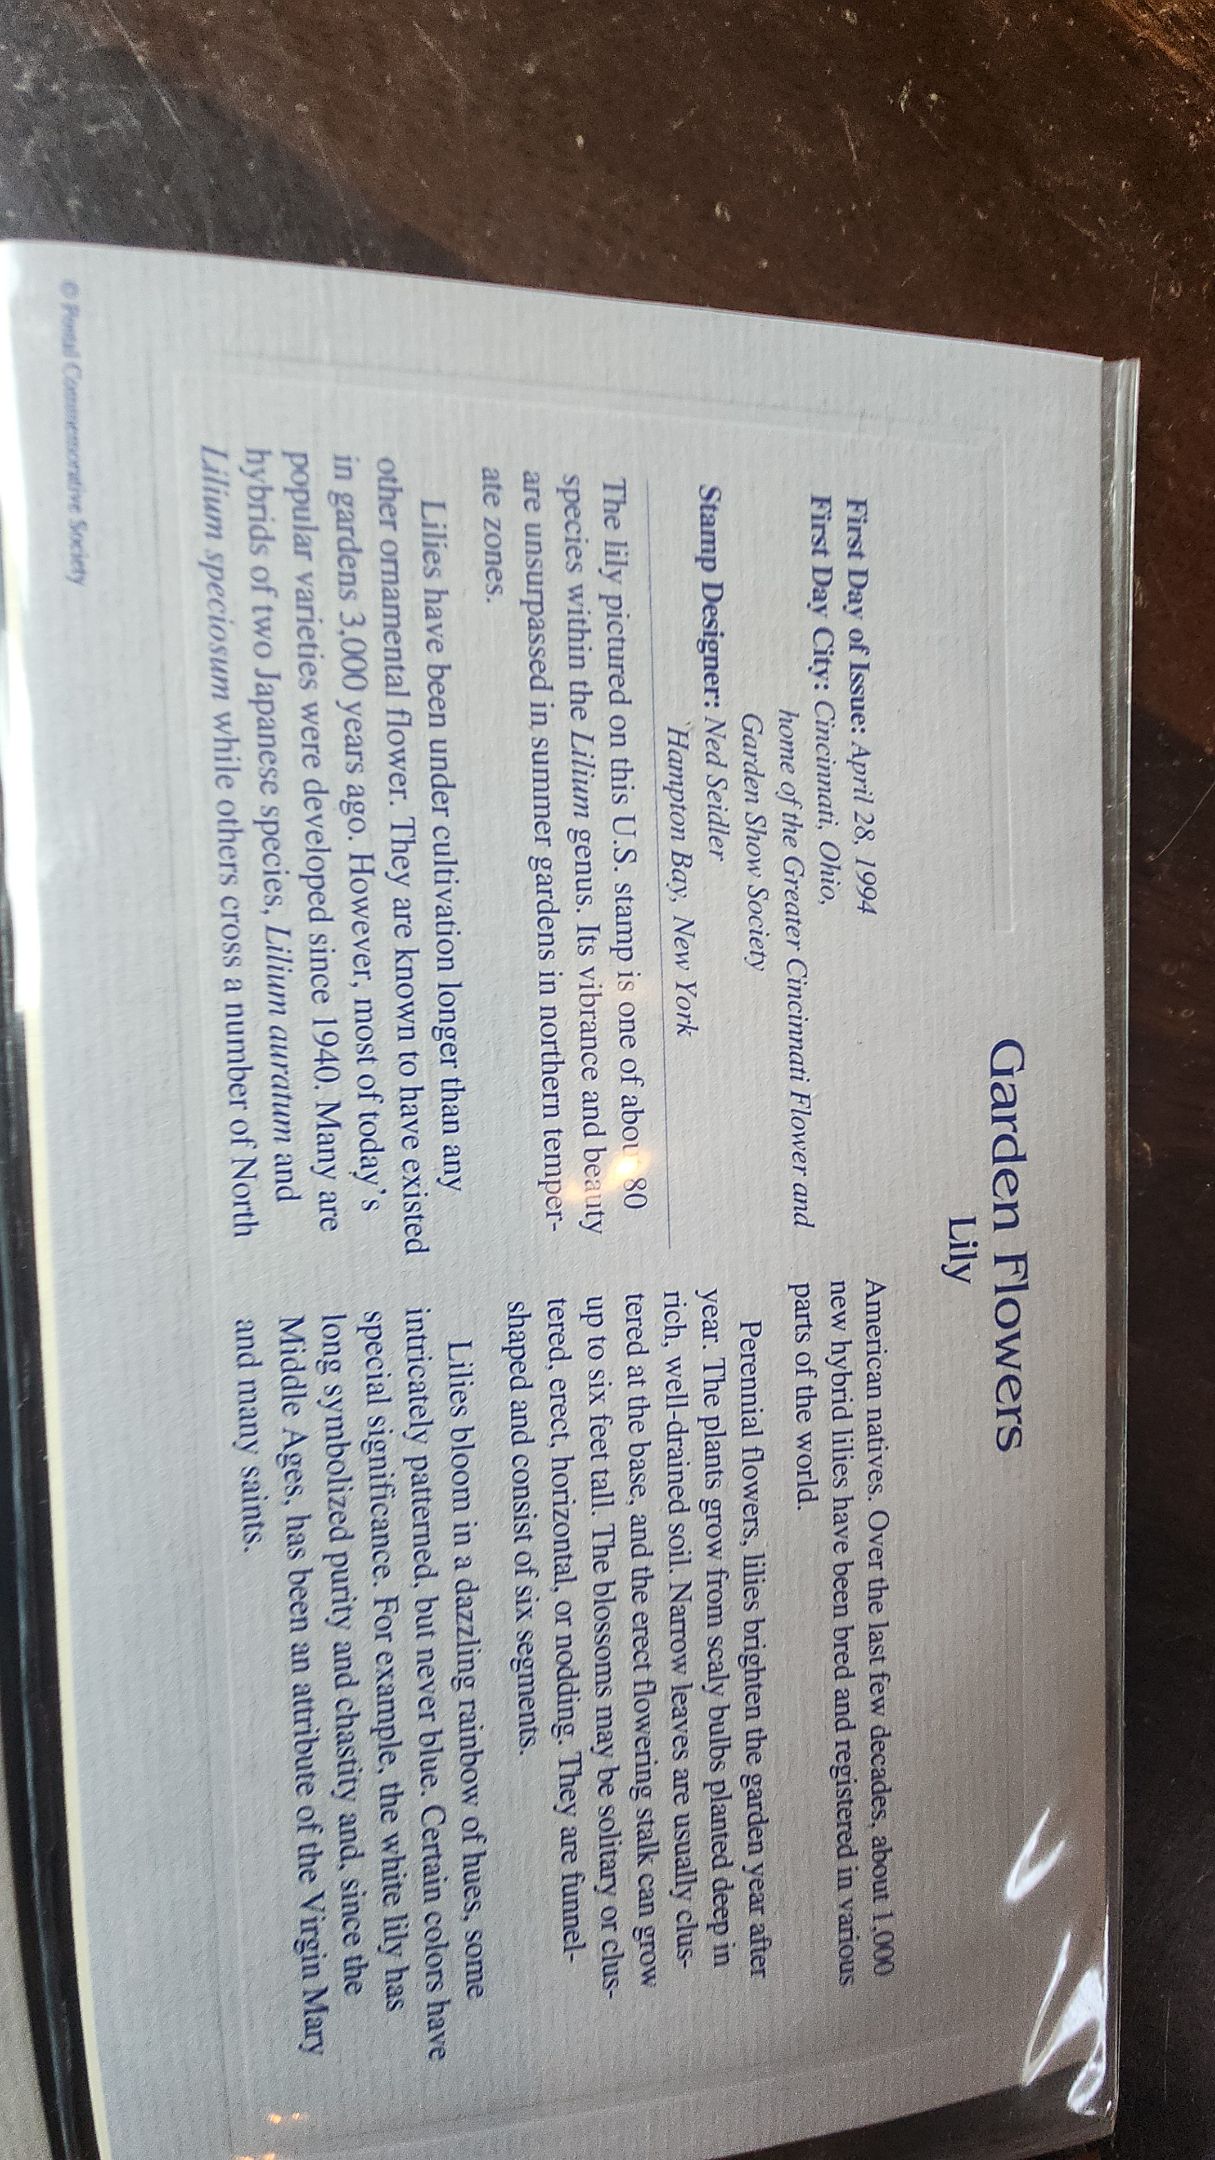 Garden Flowers
Lily
First Day of Issue: April 28, 1994
First Day City: Cincinnati, Ohio,
home of the Greater Cincinnati Flower and
Garden Show Society
Stamp Designer: Ned Seidler
Hampton Bay, New York
The lily pictured on this U.S. stamp is one of about 80
species within the Lilium genus. Its vibrance and beauty
are unsurpassed in summer gardens in northern temper-
ate zones.
Lilies have been under cultivation longer than any
other ornamental flower. They are known to have existed
in gardens 3,000 years ago. However, most of today's
popular varieties were developed since 1940. Many are
hybrids of two Japanese species, Lilium auratum and
Lilium speciosum while others cross a number of North
American natives. Over the last few decades, about 1,000
new hybrid lilies have been bred and registered in various
parts of the world.
Perennial flowers, lilies brighten the garden year after
year. The plants grow from scaly bulbs planted deep in
rich, well-drained soil. Narrow leaves are usually clus-
tered at the base, and the erect flowering stalk can grow
up to six feet tall. The blossoms may be solitary or clus-
tered, erect, horizontal, or nodding. They are funnel-
shaped and consist of six segments.
Lilies bloom in a dazzling rainbow of hues, some
intricately patterned, but never blue. Certain colors have
special significance. For example, the white lily has
long symbolized purity and chastity and, since the
Middle Ages, has been an attribute of the Virgin Mary
and many saints.
© Postal Commemorative Society